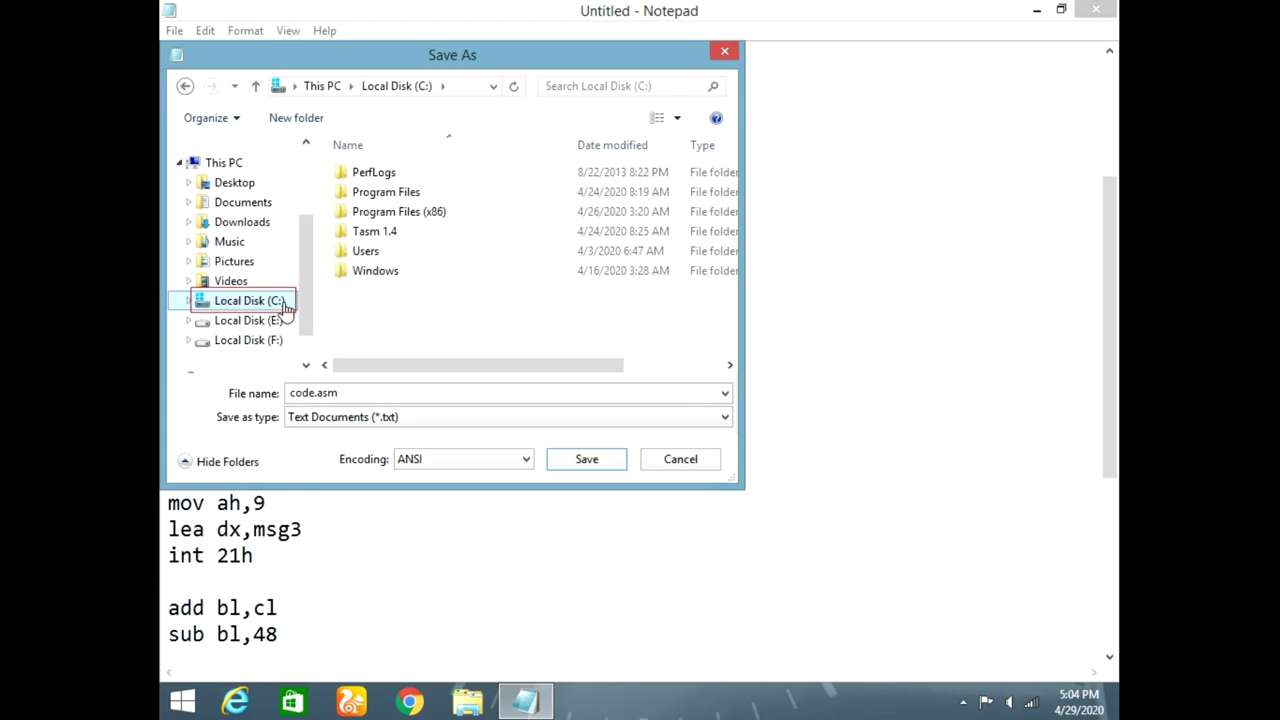 Untitled - Notepad
File Edit Format View Help
Save As
This PC Local Disk (C:) Search Local Disk (C:)
Organize New folder
Name Date modified Type
This PC
Desktop
Documents
Downloads
Music
Pictures
Videos
Local Disk (C:)
Local Disk (E:)
Local Disk (F:)
PerfLogs 8/22/2013 8:22 PM File folder
Program Files 4/24/2020 8:19 AM File folder
Program Files (x86) 4/26/2020 3:20 AM File folder
Tasm 1.4 4/24/2020 8:25 AM File folder
Users 4/3/2020 6:47 AM File folder
Windows 4/16/2020 3:28 AM File folder
File name: code.asm
Save as type: Text Documents (*.txt)
Hide Folders Encoding: ANSI Save Cancel
mov ah,9
lea dx,msg3
int 21h
add bl,cl
sub bl,48
5:04 PM
4/29/2020